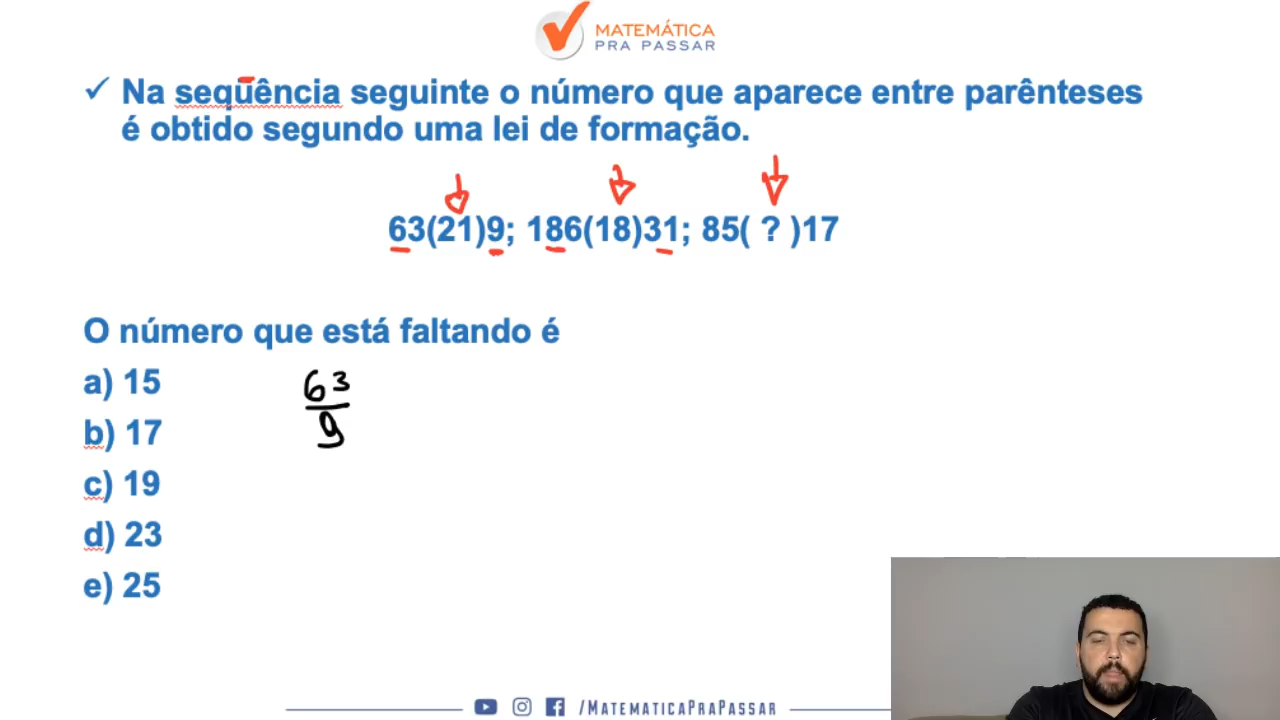 MATEMÁTICA
PRA PASSAR
✓ Na seqüência seguinte o número que aparece entre parênteses
é obtido segundo uma lei de formação.
63(21)9; 186(18)31; 85( ? )17
O número que está faltando é
a) 15
b) 17
c) 19
d) 23
e) 25
63
9
/MATEMATICAPRAPASSAR